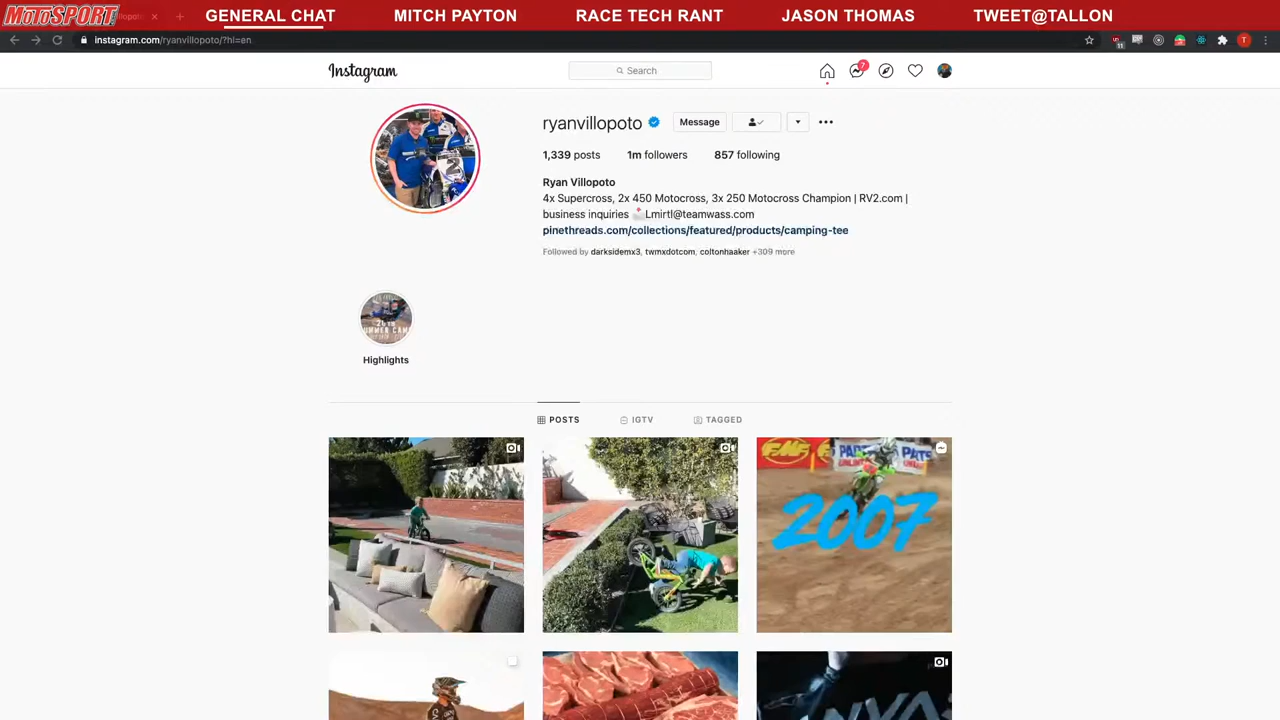 MOTOSPORT
GENERAL CHAT
MITCH PAYTON
RACE TECH RANT
JASON THOMAS
TWEET@TALLON
instagram.com/ryanvillopoto/?hl=en
11
T
Instagram
Search
7
ryanvillopoto
Message
1,339 posts 1m followers 857 following
Ryan Villopoto
4x Supercross, 2x 450 Motocross, 3x 250 Motocross Champion | RV2.com |
business inquiries 📩Lmirtl@teamwass.com
pinethreads.com/collections/featured/products/camping-tee
Followed by darksidemx3, twmxdotcom, coltonhaaker +309 more
Highlights
POSTS
IGTV
TAGGED
FMF
2007